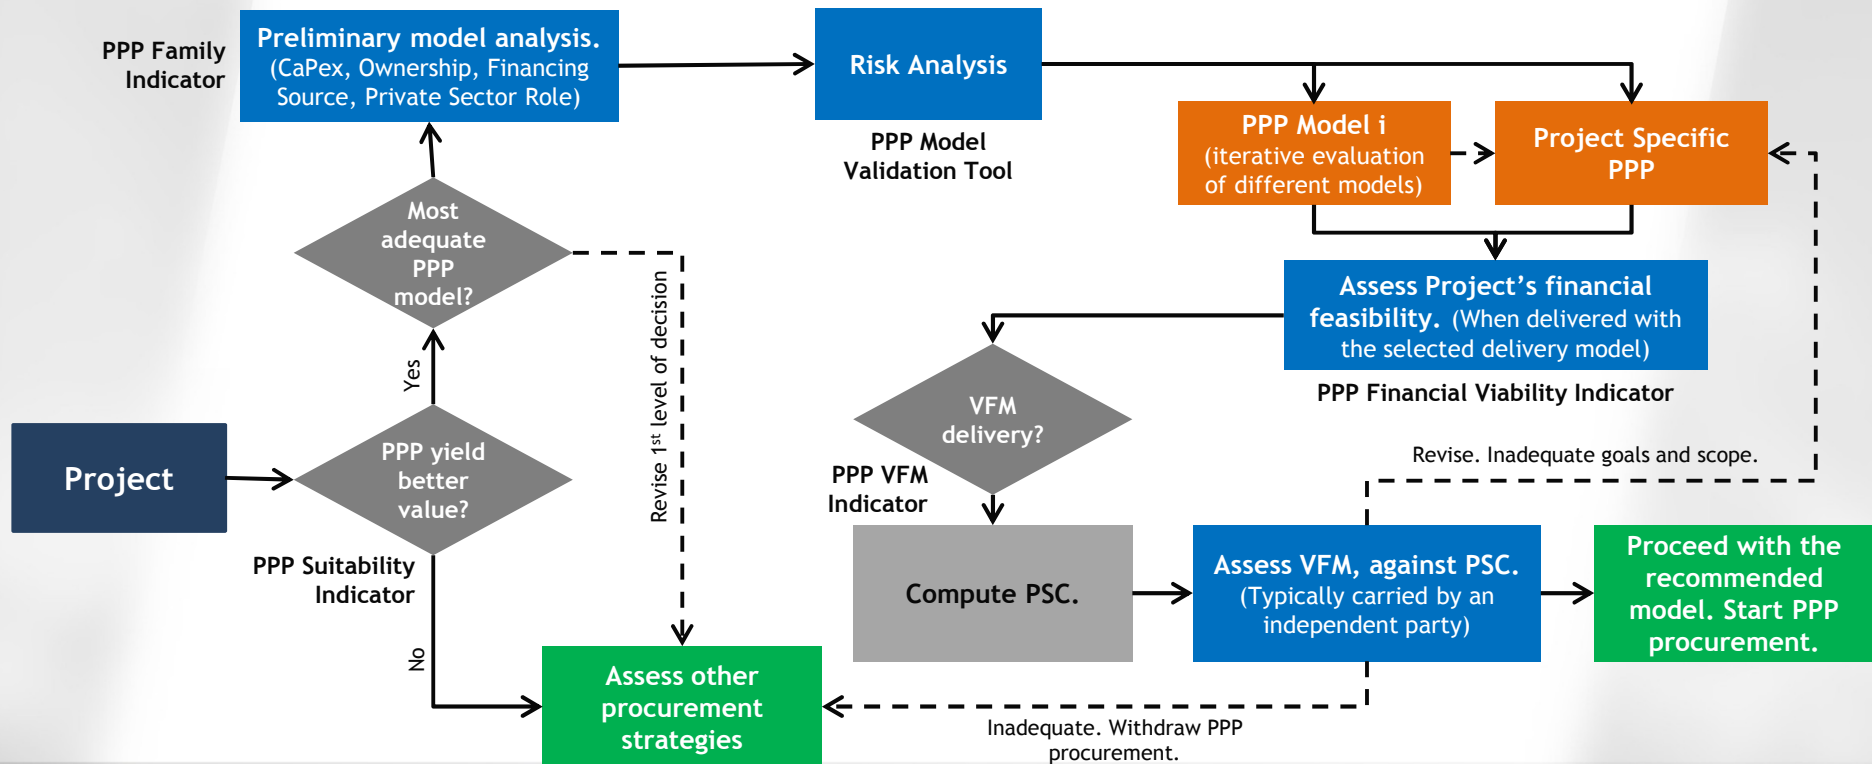 PPP Family
Indicator
Preliminary model analysis.
(CaPex, Ownership, Financing
Source, Private Sector Role)
Risk Analysis
PPP Model
Validation Tool
PPP Model i
(iterative evaluation
of different models)
Project Specific
PPP
Most
adequate
PPP
model?
Revise 1st level of decision
Assess Project’s financial
feasibility. (When delivered with
the selected delivery model)
PPP Financial Viability Indicator
Yes
VFM
delivery?
PPP VFM
Indicator
Revise. Inadequate goals and scope.
Project
PPP yield
better
value?
PPP Suitability
Indicator
No
Compute PSC.
Assess VFM, against PSC.
(Typically carried by an
independent party)
Proceed with the
recommended
model. Start PPP
procurement.
Assess other
procurement
strategies
Inadequate. Withdraw PPP
procurement.